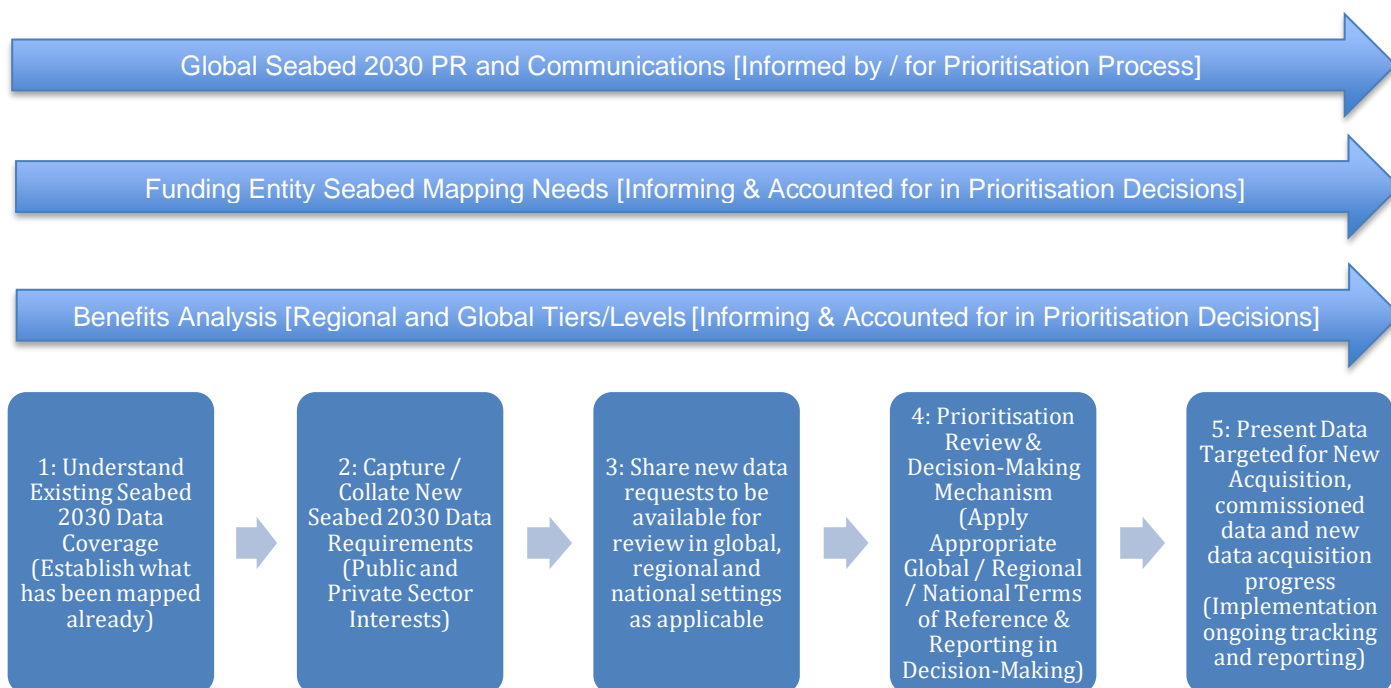 Global Seabed 2030 PR and Communications [Informed by / for Prioritisation Process]
Funding Entity Seabed Mapping Needs [Informing & Accounted for in Prioritisation Decisions]
Benefits Analysis [Regional and Global Tiers/Levels [Informing & Accounted for in Prioritisation Decisions]
1: Understand
Existing Seabed
2030 Data
Coverage
(Establish what
has been mapped
already)
2: Capture /
Collate New
Seabed 2030 Data
Requirements
(Public and
Private Sector
Interests)
3: Share new data
requests to be
available for
review in global,
regional and
national settings
as applicable
4: Prioritisation
Review &
Decision-Making
Mechanism
(Apply
Appropriate
Global / Regional
/ National Terms
of Reference &
Reporting in
Decision-Making)
5: Present Data
Targeted for New
Acquisition,
commissioned
data and new
data acquisition
progress
(Implementation
ongoing tracking
and reporting)